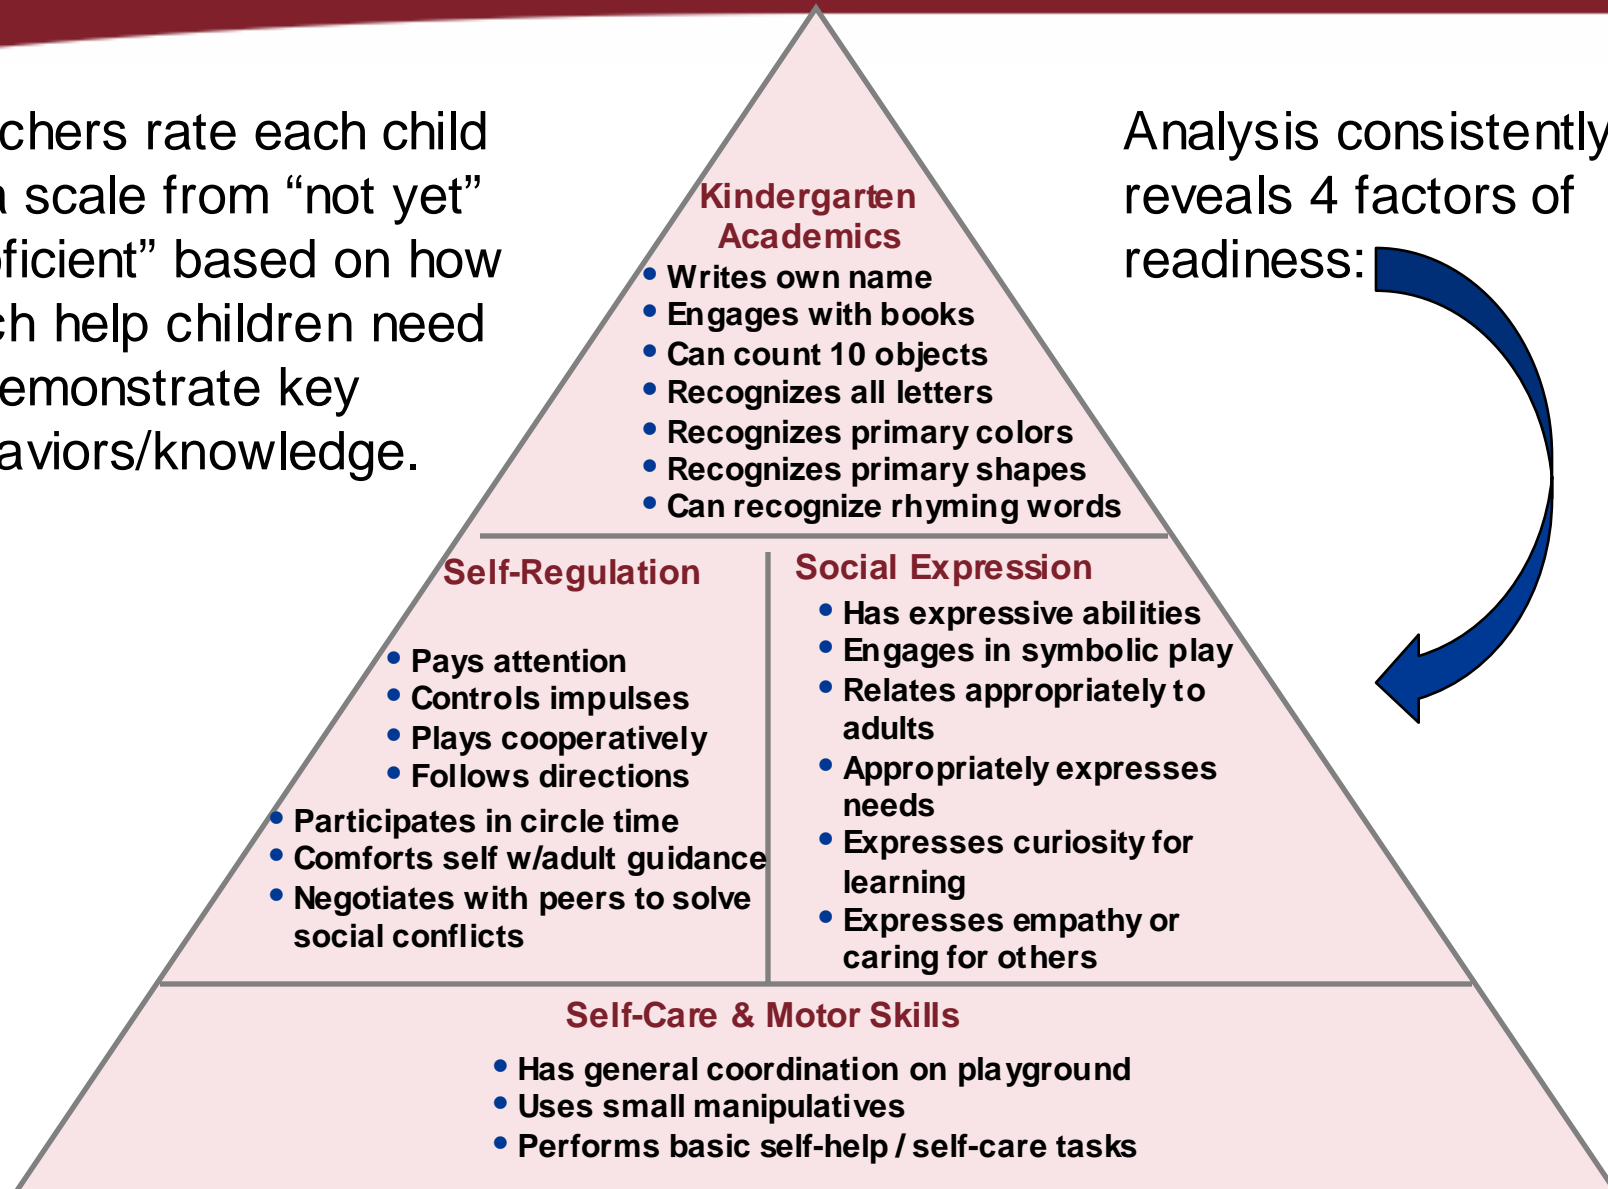 chers rate each child
a scale from “not yet”
oficient” based on how
ch help children need
emonstrate key
aviors/knowledge.
Analysis consistently
reveals 4 factors of
readiness:
Kindergarten
Academics
• Writes own name
• Engages with books
• Can count 10 objects
• Recognizes all letters
• Recognizes primary colors
• Recognizes primary shapes
• Can recognize rhyming words
Self-Regulation
• Pays attention
• Controls impulses
• Plays cooperatively
• Follows directions
• Participates in circle time
• Comforts self w/adult guidance
• Negotiates with peers to solve
social conflicts
Social Expression
• Has expressive abilities
• Engages in symbolic play
• Relates appropriately to
adults
• Appropriately expresses
needs
• Expresses curiosity for
learning
• Expresses empathy or
caring for others
Self-Care & Motor Skills
• Has general coordination on playground
• Uses small manipulatives
• Performs basic self-help / self-care tasks